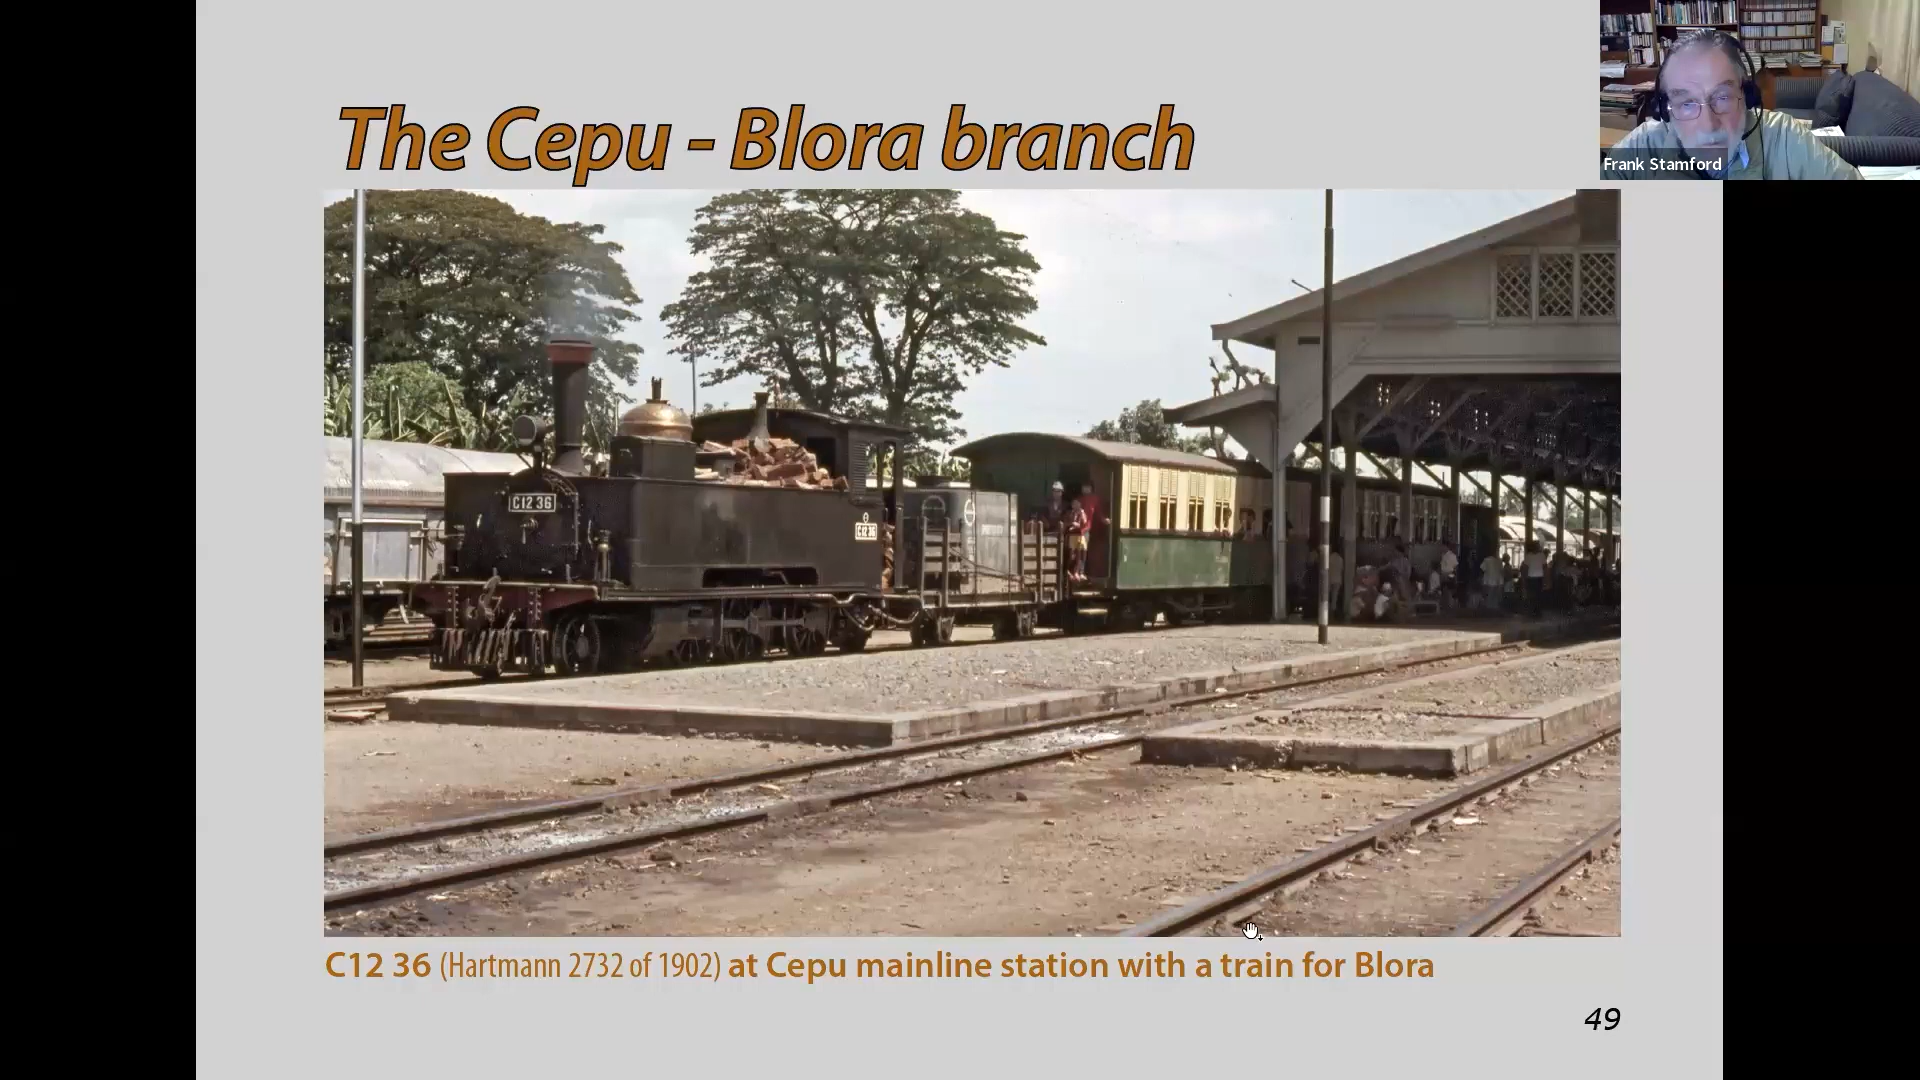 The Cepu - Blora branch
Frank Stamford
C12 36
C12 36
C12 36 (Hartmann 2732 of 1902) at Cepu mainline station with a train for Blora
49